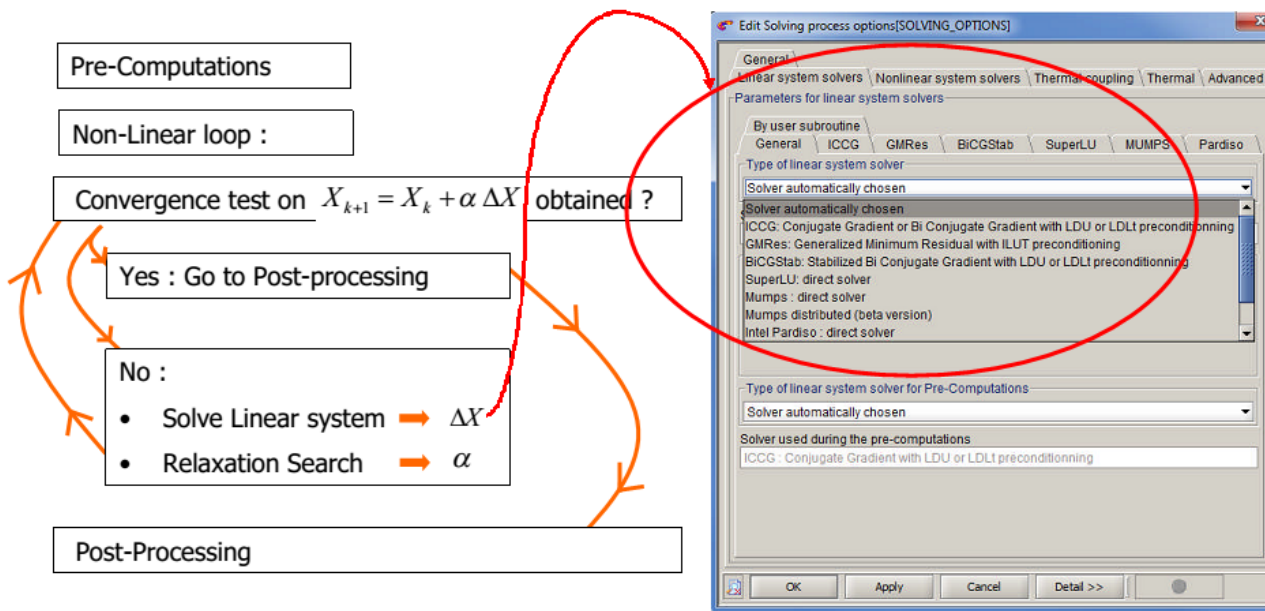 Pre-Computations
Non-Linear loop :
Convergence test on X_{k+1} = X_k + α ΔX obtained ?
Yes : Go to Post-processing
No :
• Solve Linear system ➡ ΔX
• Relaxation Search ➡ α
Post-Processing
Edit Solving process options[SOLVING_OPTIONS]
General
Linear system solvers Nonlinear system solvers Thermal coupling Thermal Advanced
Parameters for linear system solvers
By user subroutine
General ICCG GMRes BiCGStab SuperLU MUMPS Pardiso
Type of linear system solver
Solver automatically chosen
Solver automatically chosen
ICCG: Conjugate Gradient or Bi Conjugate Gradient with LDU or LDLt preconditionning
GMRes: Generalized Minimum Residual with ILUT preconditioning
BiCGStab: Stabilized Bi Conjugate Gradient with LDU or LDLt preconditionning
SuperLU: direct solver
Mumps : direct solver
Mumps distributed (beta version)
Intel Pardiso : direct solver
Type of linear system solver for Pre-Computations
Solver automatically chosen
Solver used during the pre-computations
ICCG : Conjugate Gradient with LDU or LDLt preconditionning
OK Apply Cancel Detail >>